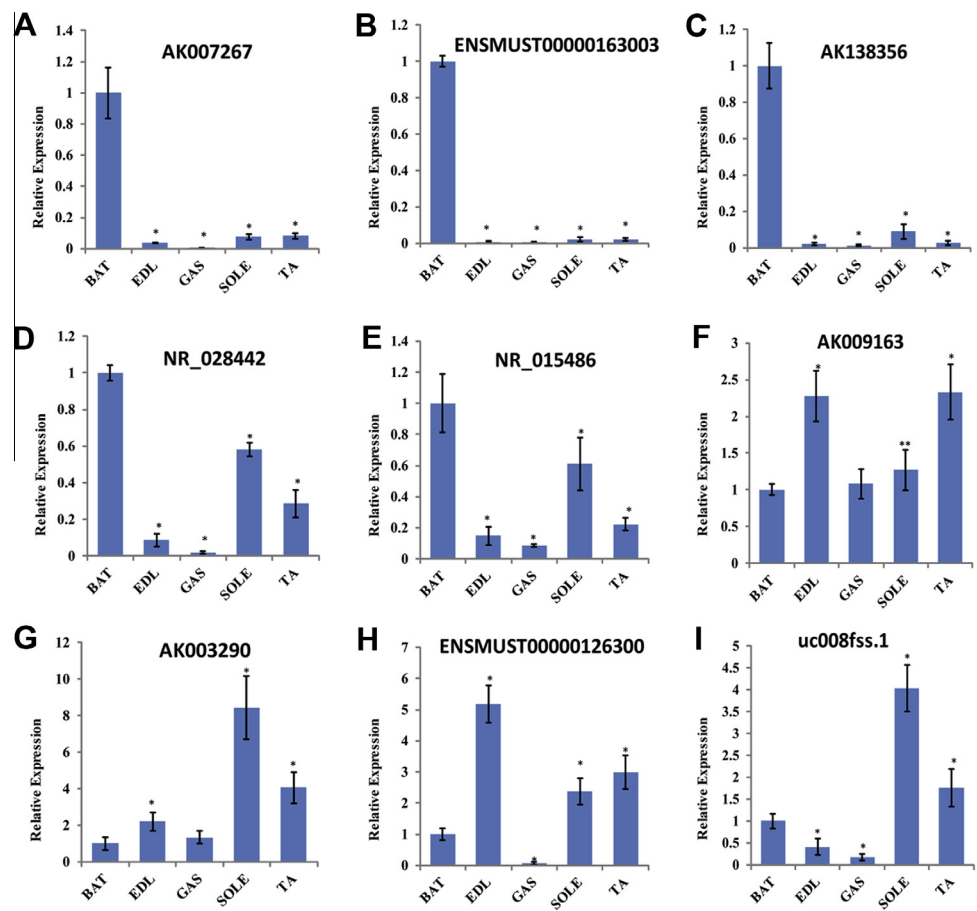 A
AK007267
Relative Expression
1.4
1.2
1
0.8
0.6
0.4
0.2
0
* * * *
BAT EDL GAS SOLE TA
B
ENSMUST00000163003
Relative Expression
1.2
1
0.8
0.6
0.4
0.2
0
* * * *
BAT EDL GAS SOLE TA
C
AK138356
Relative Expression
1.2
1
0.8
0.6
0.4
0.2
0
* * * *
BAT EDL GAS SOLE TA
D
NR_028442
Relative Expression
1.2
1
0.8
0.6
0.4
0.2
0
* * * *
BAT EDL GAS SOLE TA
E
NR_015486
Relative Expression
1.4
1.2
1
0.8
0.6
0.4
0.2
0
* * * *
BAT EDL GAS SOLE TA
F
AK009163
Relative Expression
3
2.5
2
1.5
1
0.5
0
* ** *
BAT EDL GAS SOLE TA
G
AK003290
Relative Expression
12
10
8
6
4
2
0
* * *
BAT EDL GAS SOLE TA
H
ENSMUST00000126300
Relative Expression
7
6
5
4
3
2
1
0
* * * *
BAT EDL GAS SOLE TA
I
uc008fss.1
Relative Expression
5
4.5
4
3.5
3
2.5
2
1.5
1
0.5
0
* * * *
BAT EDL GAS SOLE TA